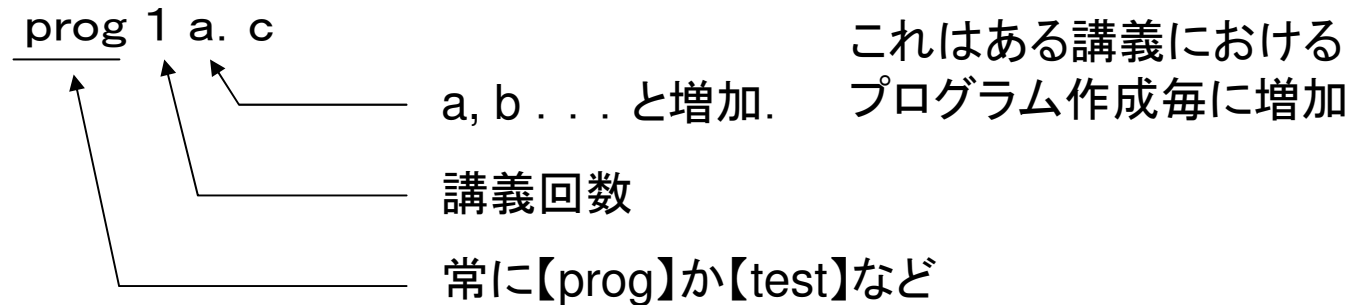 prog 1 a. c
これはある講義における
プログラム作成毎に増加
a, b . . . と増加.
講義回数
常に【prog】か【test】など